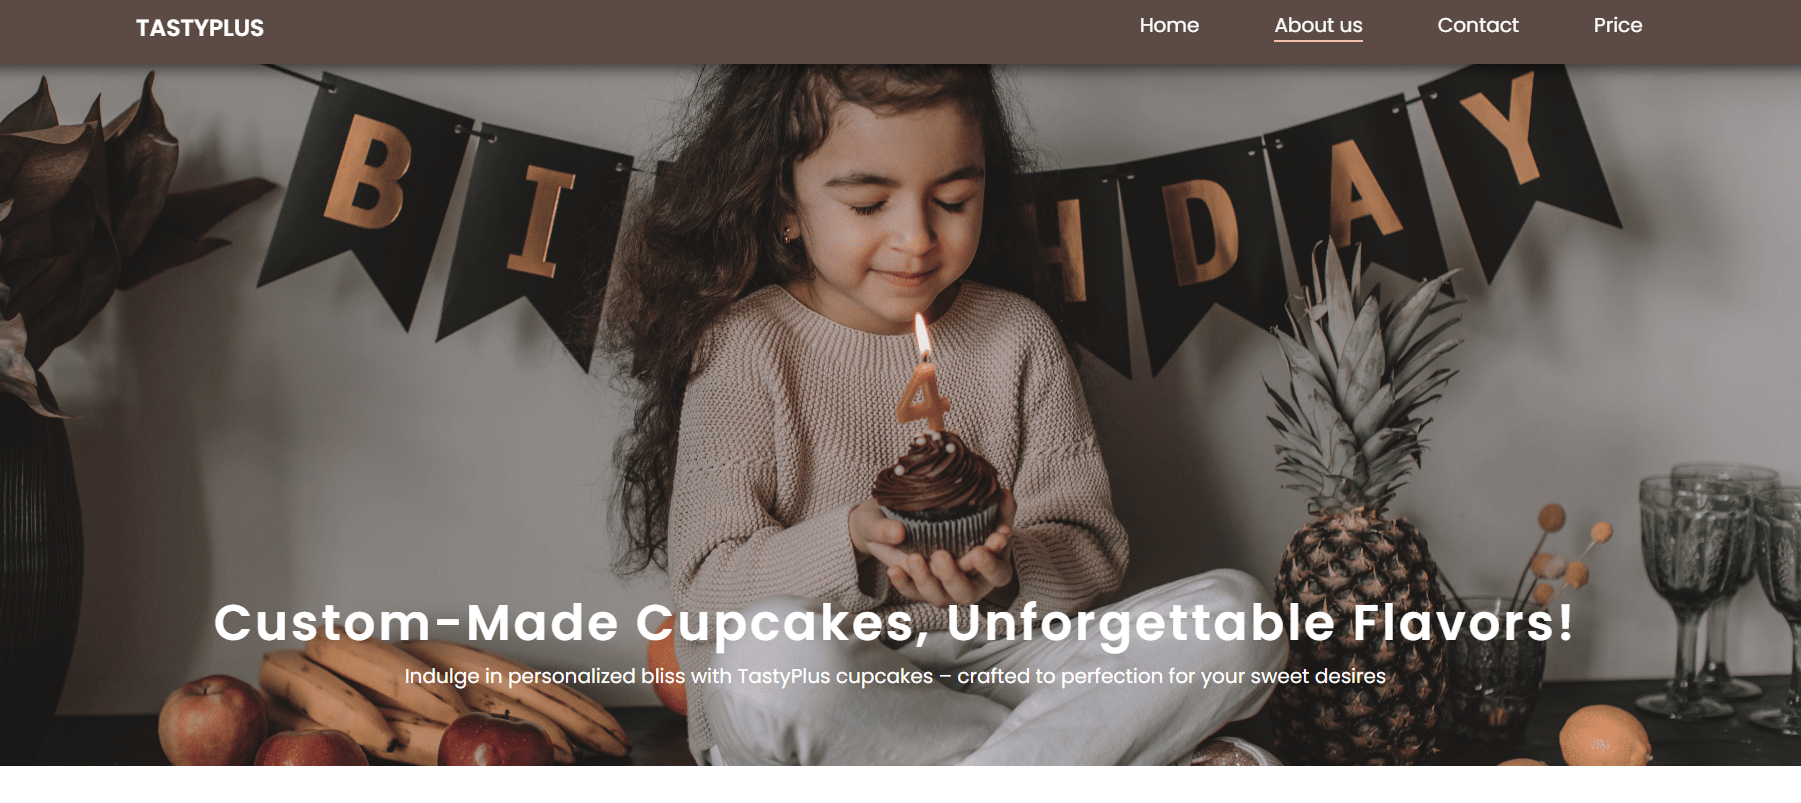 TASTYPLUS
Home About us Contact Price
BI HDAY
4
Custom-Made Cupcakes, Unforgettable Flavors!
Indulge in personalized bliss with TastyPlus cupcakes – crafted to perfection for your sweet desires